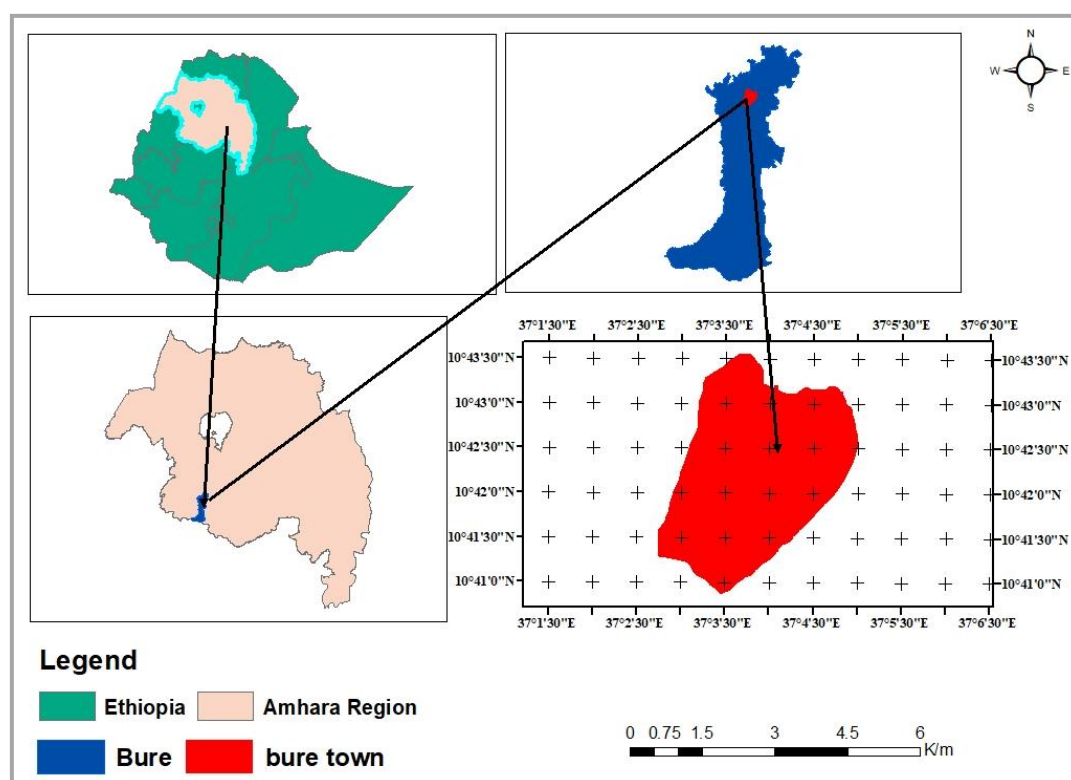 N
W E
S
37°1'30"E 37°2'30"E 37°3'30"E 37°4'30"E 37°5'30"E 37°6'30"E
10°43'30"N 10°43'30"N
10°43'0"N 10°43'0"N
10°42'30"N 10°42'30"N
10°42'0"N 10°42'0"N
10°41'30"N 10°41'30"N
10°41'0"N 10°41'0"N
37°1'30"E 37°2'30"E 37°3'30"E 37°4'30"E 37°5'30"E 37°6'30"E
Legend
Ethiopia Amhara Region
Bure bure town
0 0.75 1.5 3 4.5 6
K/m